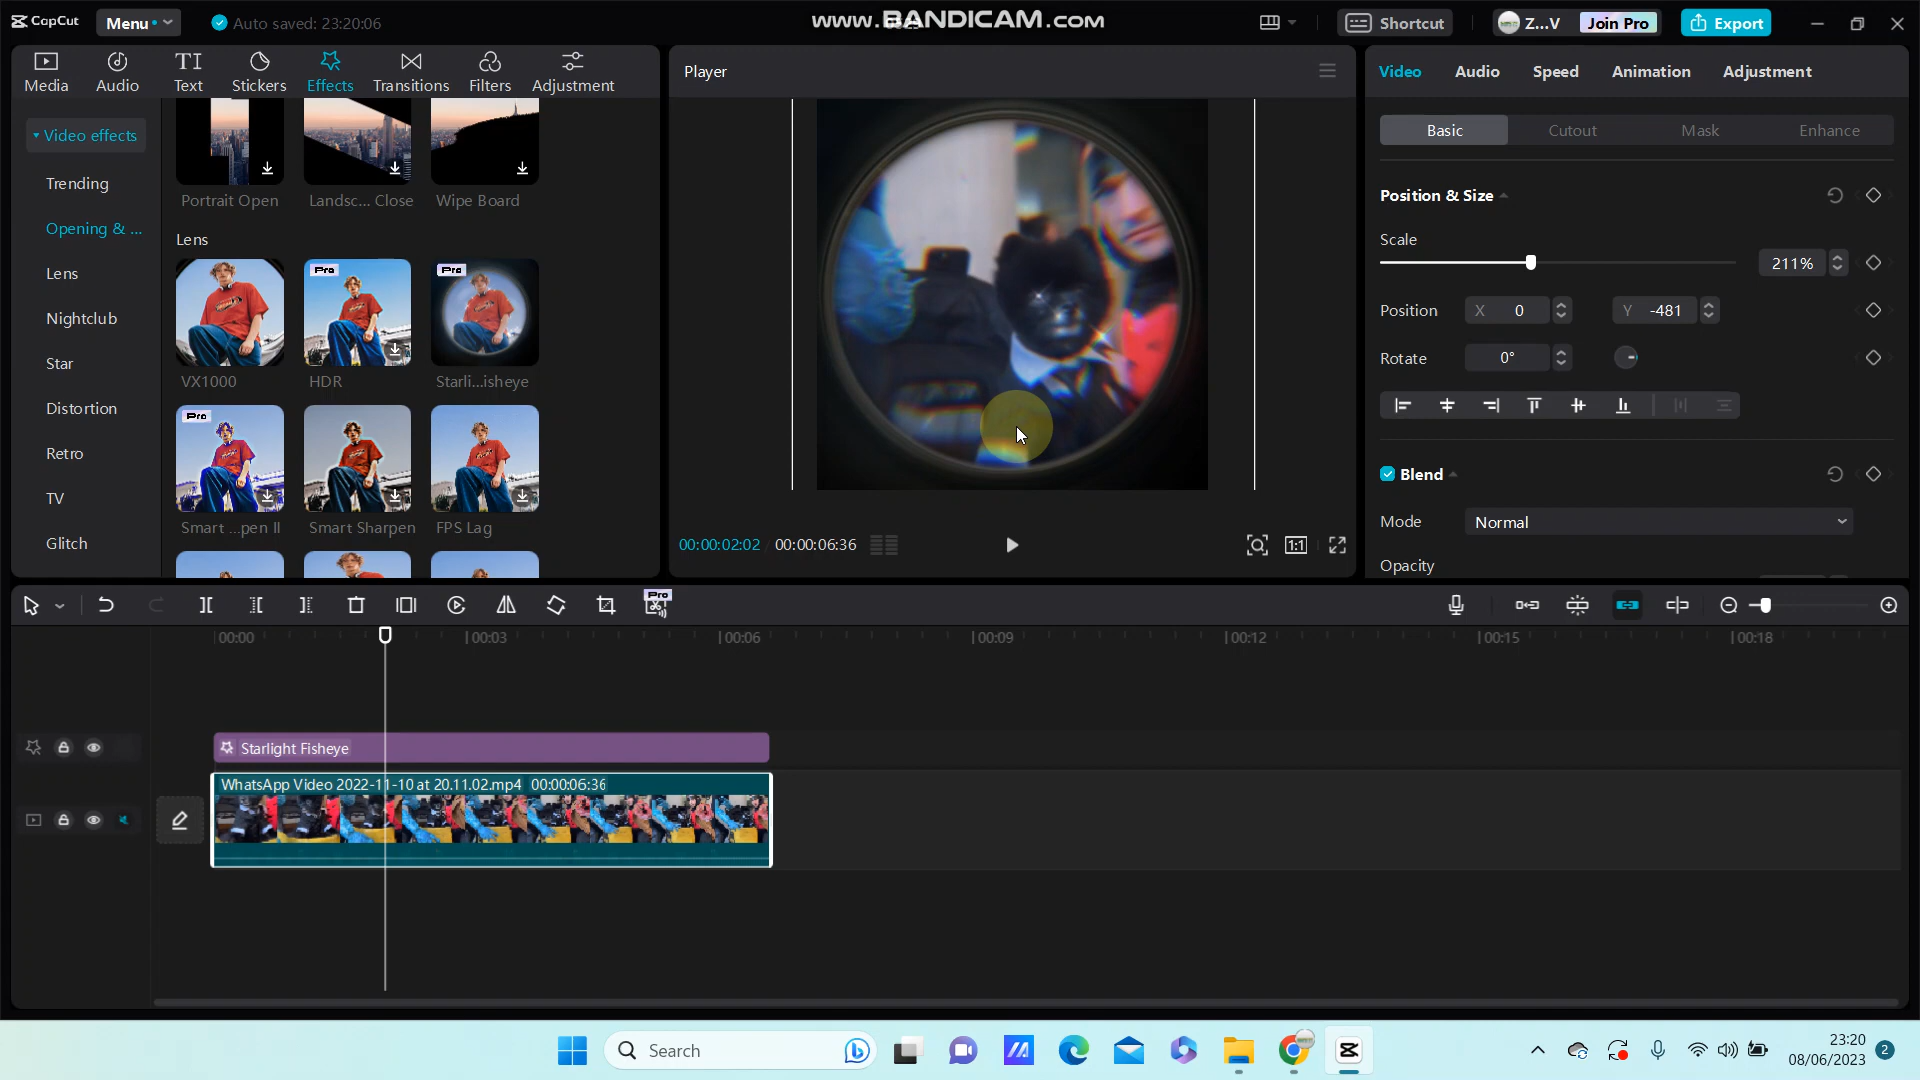 CapCut
Menu
Auto saved: 23:20:06
www.BANDICAM.com
Shortcut
Z...V
Join Pro
Export
Media
Audio
Text
Stickers
Effects
Transitions
Filters
Adjustment
Player
Video
Audio
Speed
Animation
Adjustment
Video effects
Trending
Opening & ...
Lens
Nightclub
Star
Distortion
Retro
TV
Glitch
Portrait Open
Landsc... Close
Wipe Board
Lens
Pro
Pro
VX1000
HDR
Starli...isheye
Pro
Smart ...pen II
Smart Sharpen
FPS Lag
00:00:02:02
00:00:06:36
1:1
Basic
Cutout
Mask
Enhance
Position & Size
Scale
211%
Position
X 0
Y -481
Rotate
0°
Blend
Mode
Normal
Opacity
Pro
00:00
00:03
00:06
00:09
00:12
00:15
00:18
Starlight Fisheye
WhatsApp Video 2022-11-10 at 20.11.02.mp4 00:00:06:36
Search
23:20
08/06/2023
2